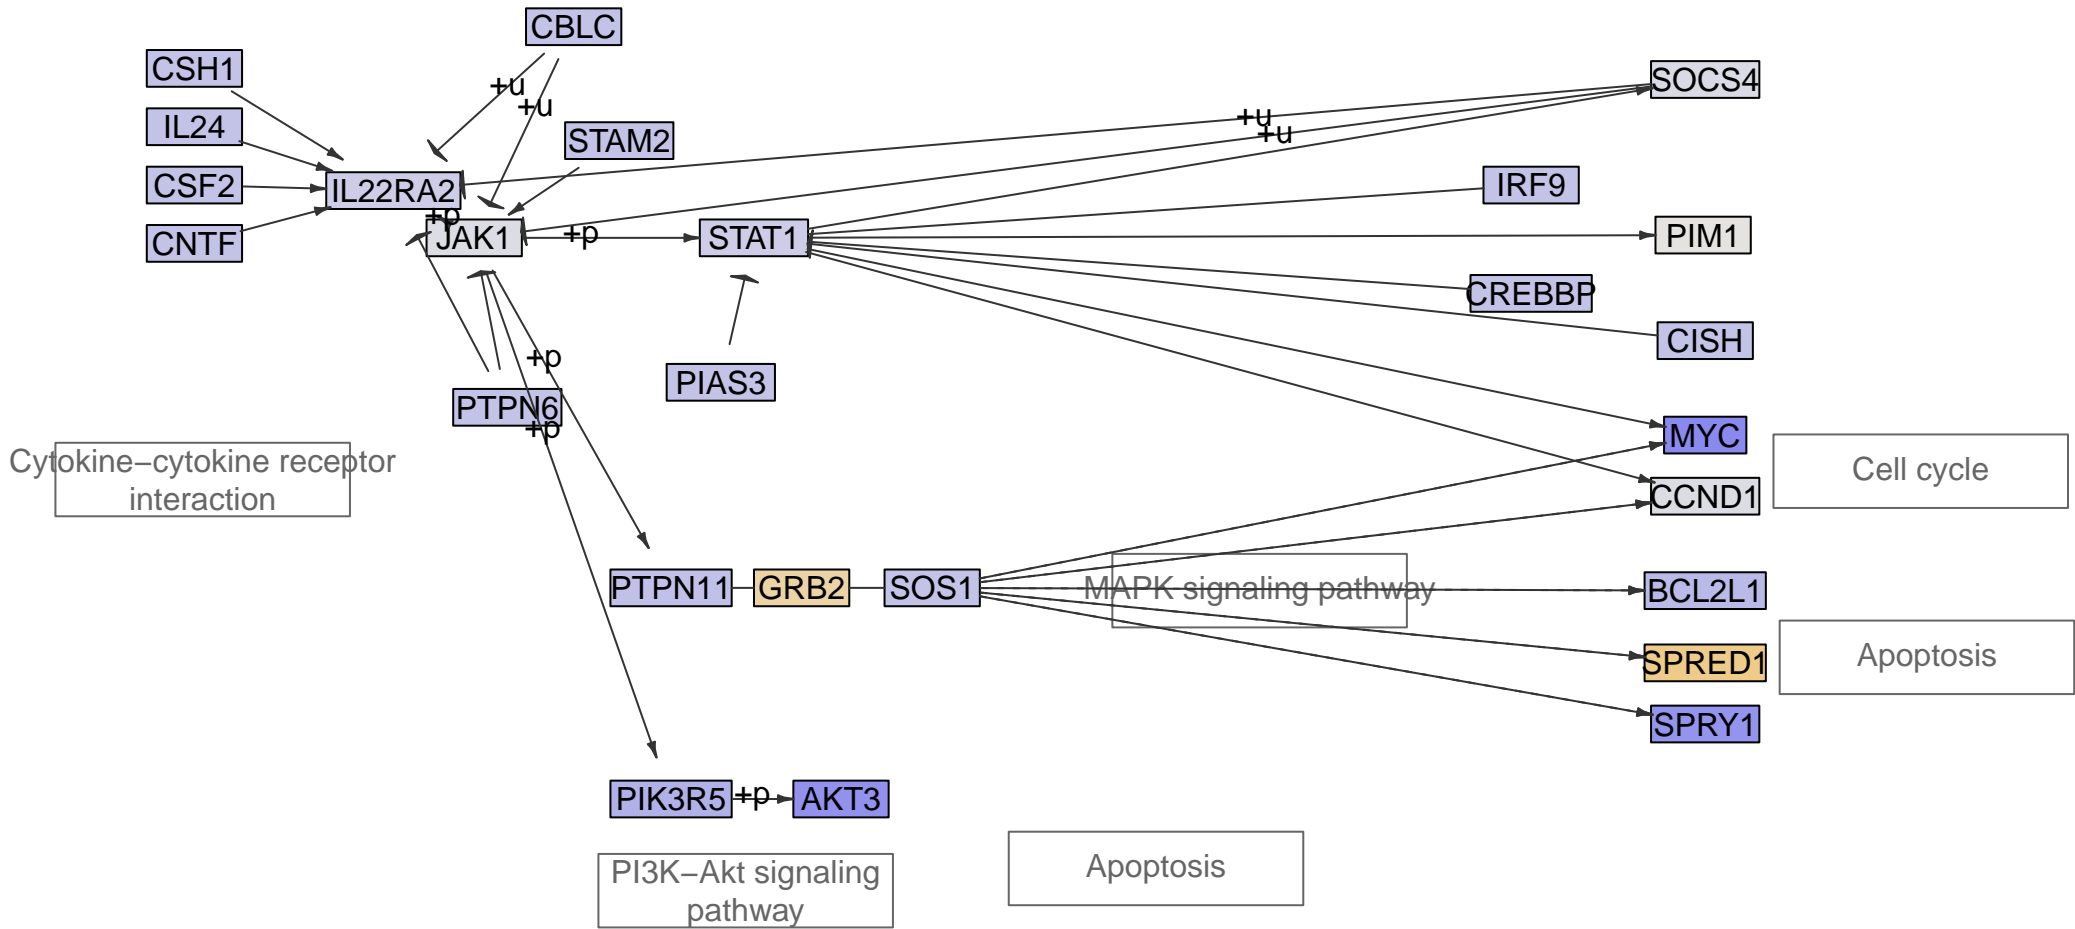 CBLC
CSH1
SOCS4
+u
+u
IL24
+u
+u
STAM2
CSF2
IL22RA2
IRF9
+p
CNTF
JAK1
+p
STAT1
PIM1
CREBBP
CISH
+p
PIAS3
PTPN6
+p
MYC
Cytokine−cytokine receptor
interaction
Cell cycle
CCND1
PTPN11
GRB2
SOS1
MAPK signaling pathway
BCL2L1
SPRED1
Apoptosis
SPRY1
PIK3R5
+p
AKT3
PI3K−Akt signaling
pathway
Apoptosis